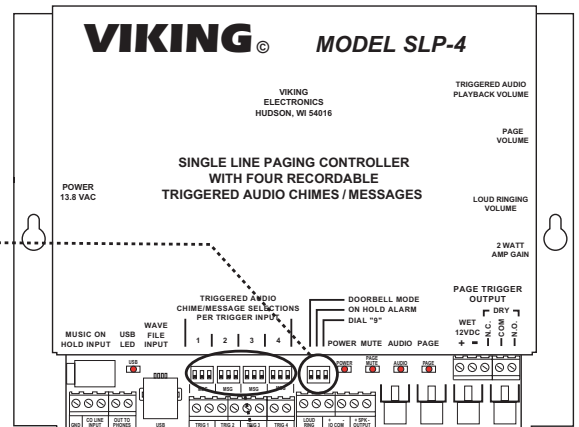 VIKING© MODEL SLP-4
VIKING
ELECTRONICS
HUDSON, WI 54016
TRIGGERED AUDIO
PLAYBACK VOLUME
PAGE
VOLUME
SINGLE LINE PAGING CONTROLLER
WITH FOUR RECORDABLE
TRIGGERED AUDIO CHIMES / MESSAGES
POWER
13.8 VAC
LOUD RINGING
VOLUME
2 WATT
AMP GAIN
PAGE TRIGGER
OUTPUT
DRY
WET
12VDC
+ -
N.C.
COM
N.O.
TRIGGERED AUDIO
CHIME/MESSAGE SELECTIONS
PER TRIGGER INPUT
1 2 3 4
DOORBELL MODE
ON HOLD ALARM
DIAL "9"
MUSIC ON
HOLD INPUT
USB
LED
WAVE
FILE
INPUT
POWER MUTE AUDIO PAGE
USB
POWER
PAGE
MUTE
AUDIO
PAGE
MSG MSG MSG MSG
GND
CO LINE
INPUT
OUT TO
PHONES
USB
TRIG 1 TRIG 2 TRIG 3 TRIG 4
LOUD
RING
+ -
IO COM
+ SPK -
OUTPUT